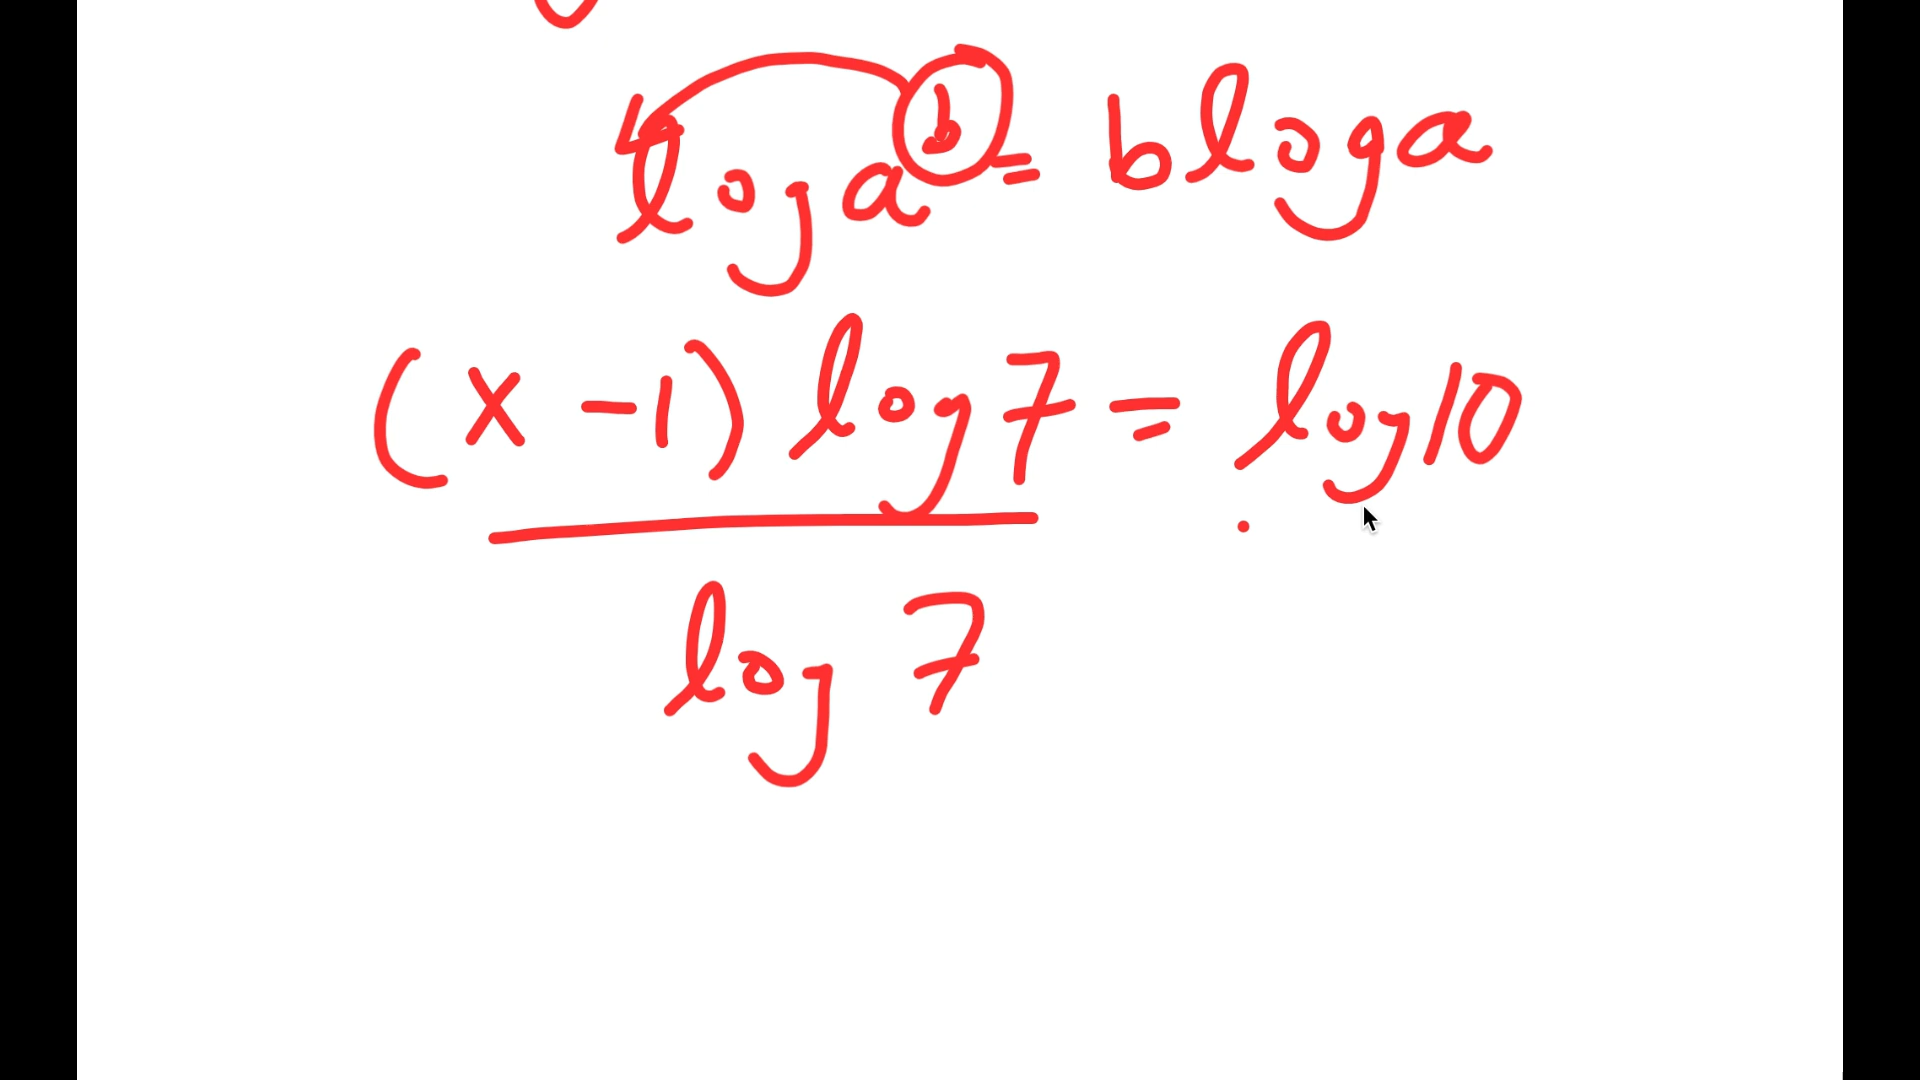 log a^b = b log a
(x - 1) log 7 = log 10
log 7